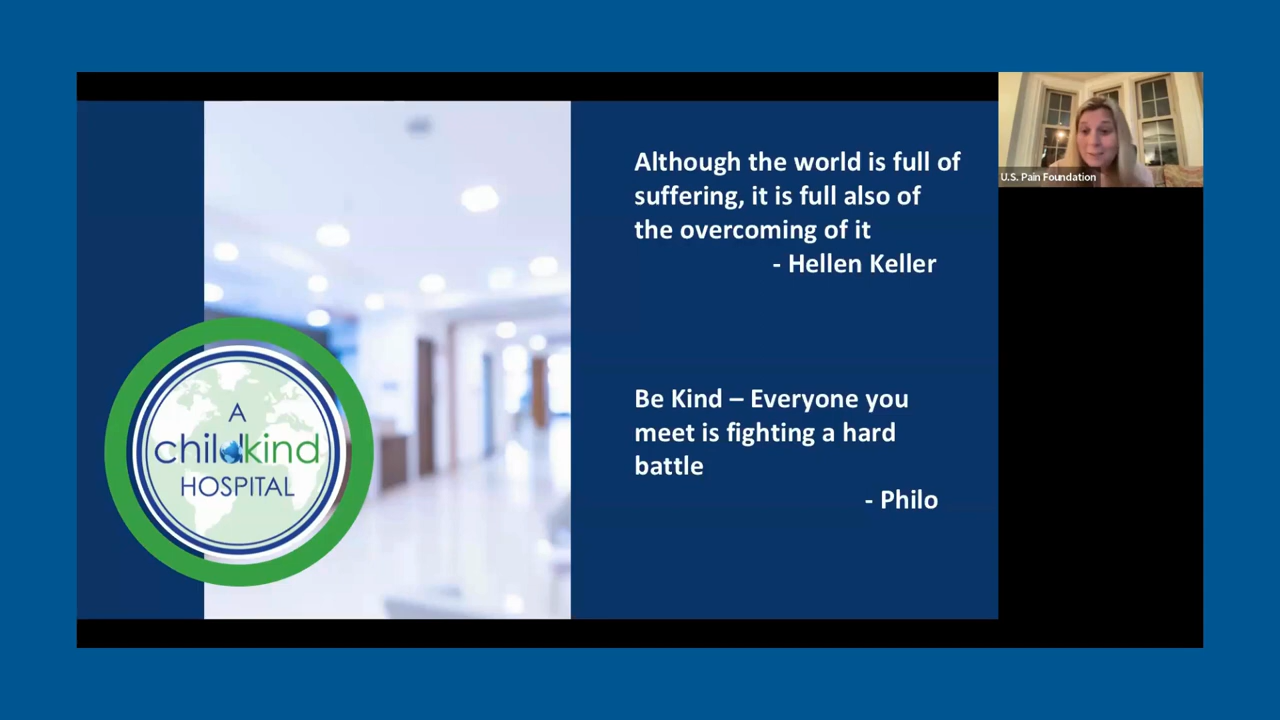 Although the world is full of
suffering, it is full also of
the overcoming of it
- Hellen Keller
Be Kind – Everyone you
meet is fighting a hard
battle
- Philo
A
childkind
HOSPITAL
U.S. Pain Foundation